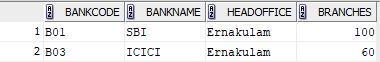 BANKCODE BANKNAME HEADOFFICE BRANCHES
1 B01 SBI Ernakulam 100
2 B03 ICICI Ernakulam 60